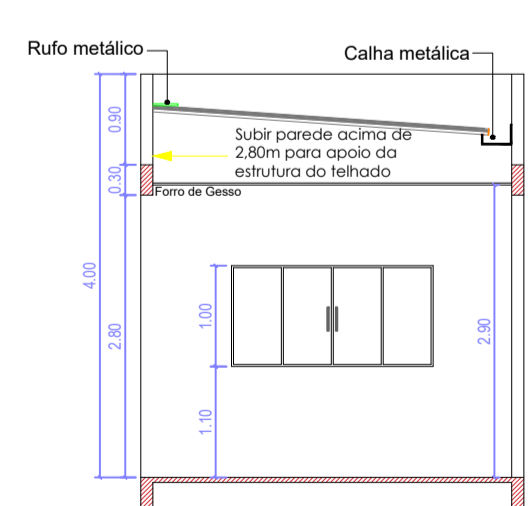 Rufo metálico
Calha metálica
0.90
Subir parede acima de
2,80m para apoio da
estrutura do telhado
0.30
Forro de Gesso
4.00
2.80
1.00
2.90
1.10